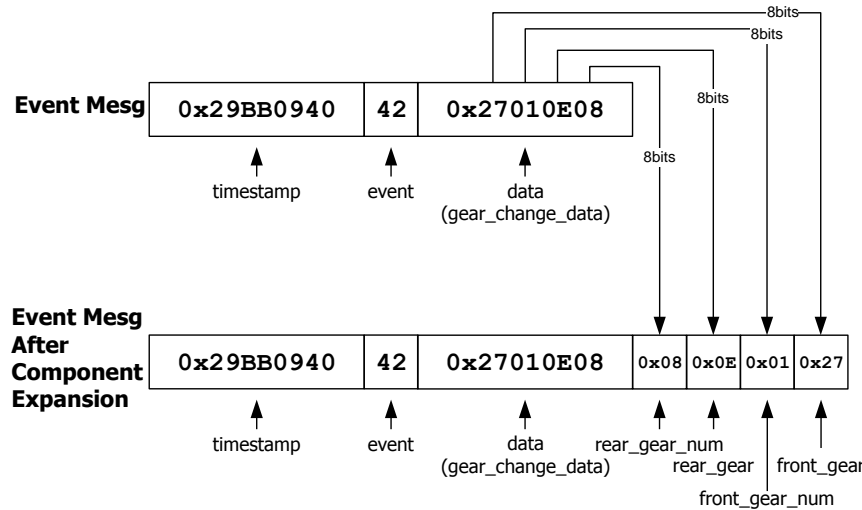 8bits
8bits
8bits
8bits
Event Mesg
0x29BB0940 42 0x27010E08
timestamp event data
(gear_change_data)
Event Mesg
After
Component
Expansion
0x29BB0940 42 0x27010E08 0x08 0x0E 0x01 0x27
timestamp event data rear_gear_num
(gear_change_data) rear_gear front_gear
front_gear_num